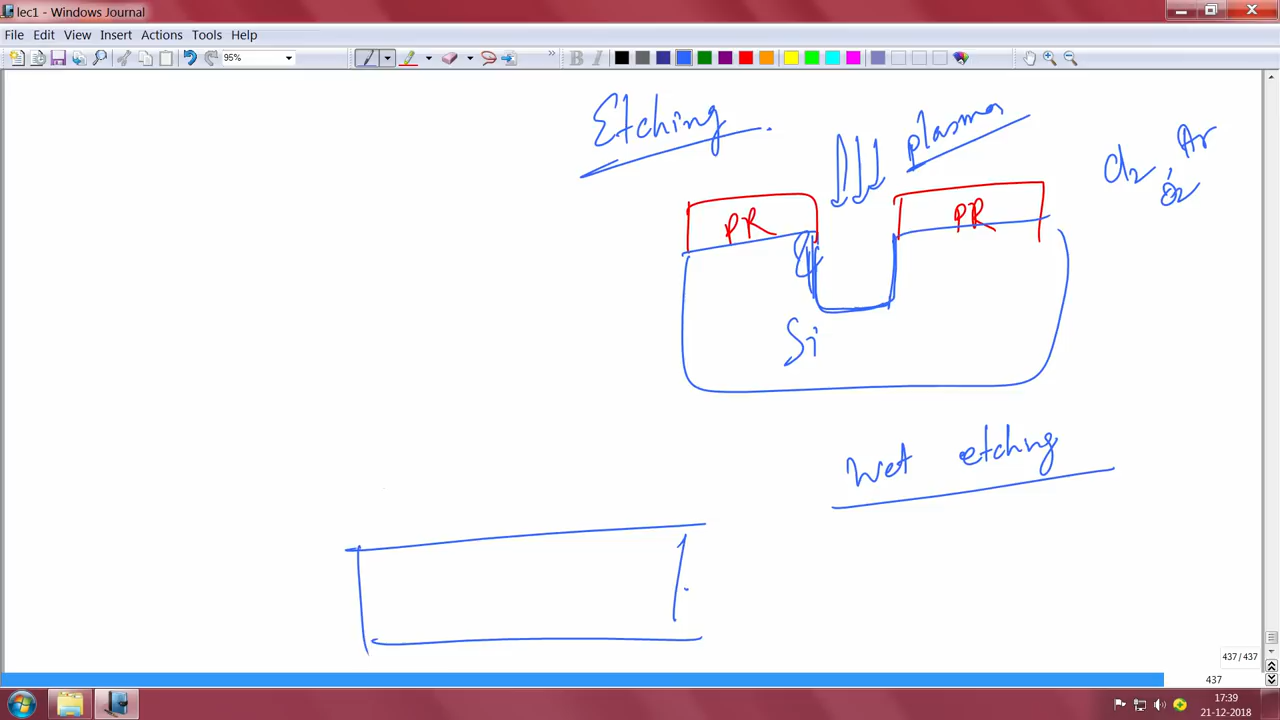 lec1 - Windows Journal
File Edit View Insert Actions Tools Help
95%
B I
Etching.
plasma
Cl2, Ar
O2
PR
PR
Si
Wet etching
437/437
437
17:39
21-12-2018